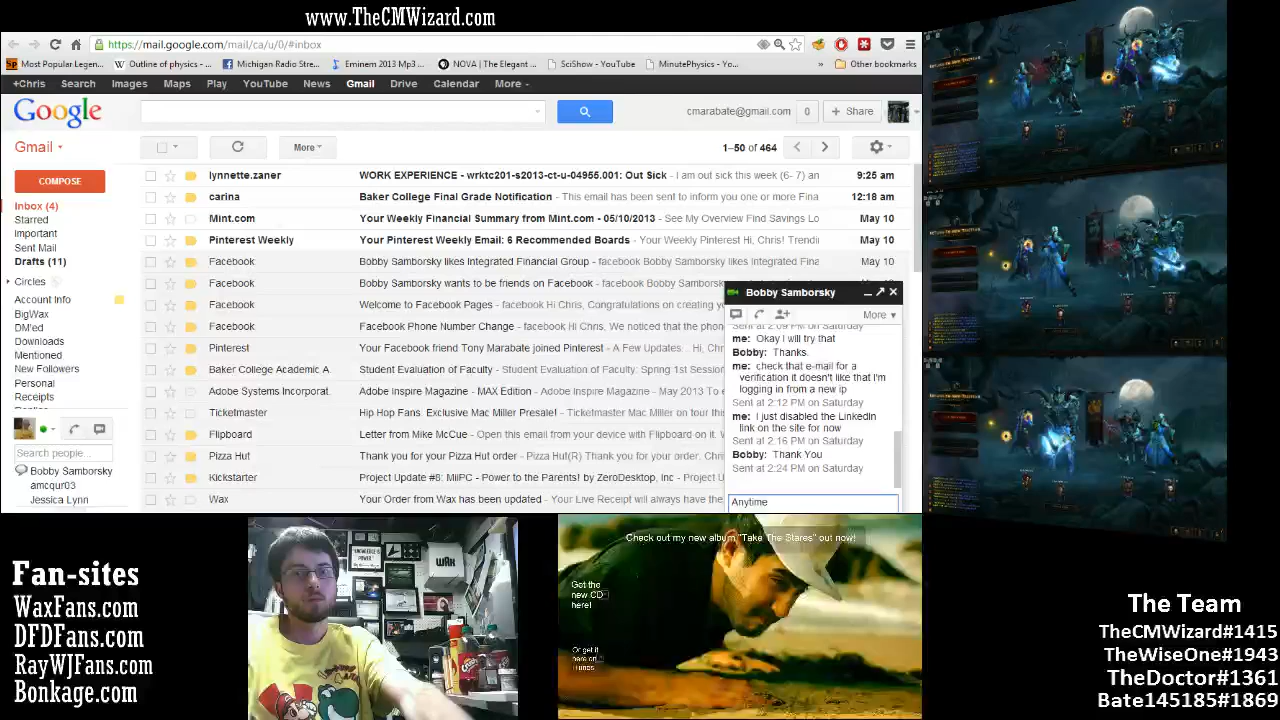 www.TheCMWizard.com
https://mail.google.com/mail/ca/u/0/#inbox
Most Popular Legen... Outline of physics - ... Michigan Radio Stre... Eminem 2013 Mp3 ... NOVA | The Elegant ... SciShow - YouTube MinutePhysics - Yo... » Other bookmarks
+Chris Search Images Maps Play YouTube News Gmail Drive Calendar More
Google
cmarabate@gmail.com 0 + Share
Gmail
More
1–50 of 464
COMPOSE
Inbox (4)
Starred
Important
Sent Mail
Drafts (11)
Circles
Account Info
BigWax
DM'ed
Downloads
Mentioned
New Followers
Personal
Receipts
Search people...
Bobby Samborsky
amcqur03
Jessica Lynn
lynnette.zaner WORK EXPERIENCE - wrktc201-s2013-ct-u-04955.001: Out Sick - I am out sick this week (6- 7) an 9:25 am
carina Baker College Final Grade Notification - This email has been sent to inform you one or more Final 12:18 am
Mint.com Your Weekly Financial Summary from Mint.com - 05/10/2013 - See My Overview Find Savings Lo May 10
Pinterest Weekly Your Pinterest Weekly Email: 6 Recommended Boards - Your Weekly Pinterest Hi, Chris! Trendin May 10
Facebook Bobby Samborsky likes Integrated Financial Group - facebook Bobby Samborsky likes Integrated Fina May 10
Facebook Bobby Samborsky wants to be friends on Facebook - facebook
Facebook Welcome to Facebook Pages - facebook Hi Chris, Congratulations on creating
Facebook Facebook Phone Number Change - facebook Hi Chris, We noticed that the
Pinterest Your Facebook friend Tony Marabate joined Pinterest - A Few Updates
Baker College Academic A. Student Evaluation of Faculty - Student Evaluation of Faculty: Spring 1st Session
Adobe Systems Incorporat. Adobe Inspire Magazine - MAX Edition - Adobe Inspire Magazine | May 2013
Ticketmaster Hip Hop Fans: Exclusive Mac Miller Presale! - Ticketmaster Mac Miller on tour
Flipboard Letter from Mike McCue - Open this email from your device with Flipboard on it.
Pizza Hut Thank you for your Pizza Hut order - Pizza Hut(R) Thank you for your order.
Kickstarter Project Update #8: MiiPC - Power to the Parents! by ZeroDesktop, Inc - Project
Wax Your Order from Wax has been updated - Your Live Receipt will always have the
Bobby Samborsky
More
Sent at 2:09 PM on Saturday
me: Okay I will try that
Bobby: Thanks.
me: check that e-mail for a
verification it doesn't like that I'm
logging in from a new ip
Sent at 2:12 PM on Saturday
me: I just disabled the LinkedIn
link on the site for now
Sent at 2:16 PM on Saturday
Bobby: Thank You
Sent at 2:24 PM on Saturday
Anytime
Fan-sites
WaxFans.com
DFDFans.com
RayWJFans.com
Bonkage.com
"KNOWLEDGE IS
POWER."
WAX
Check out my new album "Take The Stares" out now!
Got the
new CD
here!
Or get it
here on
iTunes
The Team
TheCMWizard#1415
TheWiseOne#1943
TheDoctor#1361
Bate145185#1869